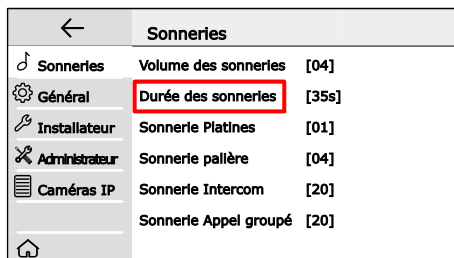 Sonneries
Sonneries
Volume des sonneries [04]
Général
Durée des sonneries [35s]
Installateur
Sonnerie Platines [01]
Administrateur
Sonnerie palière [04]
Caméras IP
Sonnerie Intercom [20]
Sonnerie Appel groupé [20]